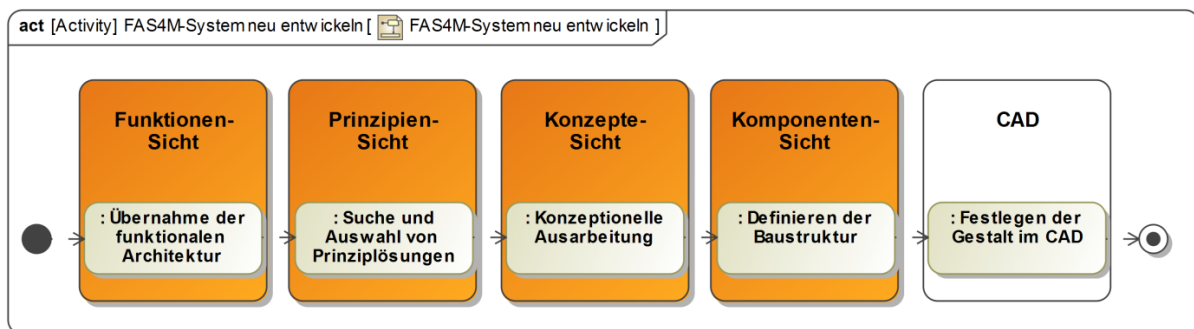 act [Activity] FAS4M-System neu entwickeln [ FAS4M-System neu entwickeln ]
Funktionen-
Sicht
: Übernahme der
funktionalen
Architektur
Prinzipien-
Sicht
: Suche und
Auswahl von
Prinziplösungen
Konzepte-
Sicht
: Konzeptionelle
Ausarbeitung
Komponenten-
Sicht
: Definieren der
Baustruktur
CAD
: Festlegen der
Gestalt im CAD